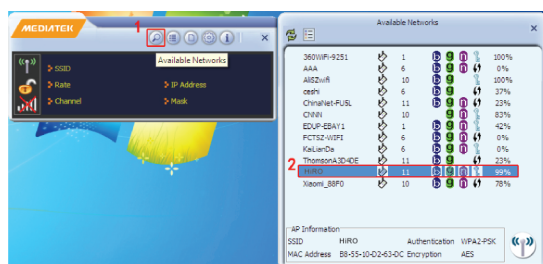 1
MEDIATEK
Available Networks
SSID
Rate
IP Address
Channel
Mask
Available Networks
360WiFi-9251 1 b g n 100%
AAA 6 b g n 0%
AliSZwifi 10 b g 100%
ceshi 6 b g 37%
ChinaNet-FUSL 11 b g n 23%
CNNN 10 g n 83%
EDUP-EBAY1 1 b g n 42%
FCTSZ-WIFI 6 b g n 0%
KaiLianDa 6 b g n 0%
ThomsonA3D4DE 11 b g 23%
2 HiRO 11 b g n 99%
Xiaomi_88F0 10 b g n 78%
AP Information
SSID HiRO Authentication WPA2-PSK
MAC Address B8-55-10-D2-63-DC Encryption AES